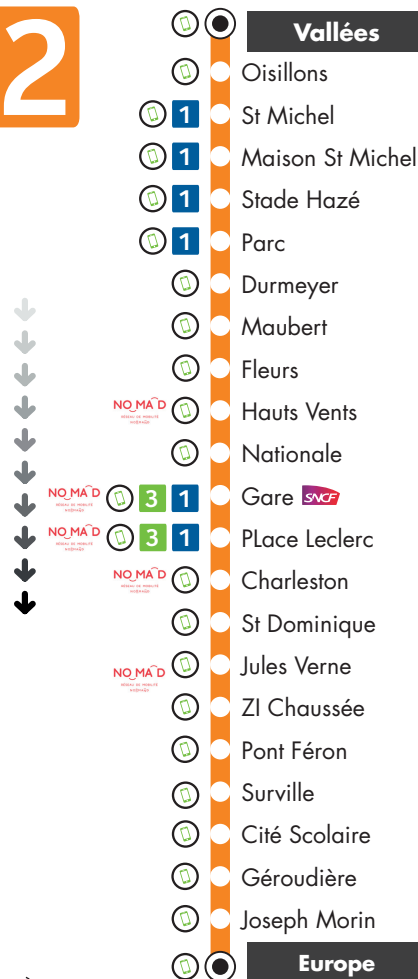 2
Vallées
Oisillons
1 St Michel
1 Maison St Michel
1 Stade Hazé
1 Parc
Durmeyer
Maubert
Fleurs
NOMAD Hauts Vents
Nationale
NOMAD 3 1 Gare SNCF
NOMAD 3 1 PLace Leclerc
NOMAD Charleston
St Dominique
NOMAD Jules Verne
ZI Chaussée
Pont Féron
Surville
Cité Scolaire
Géroudière
Joseph Morin
Europe